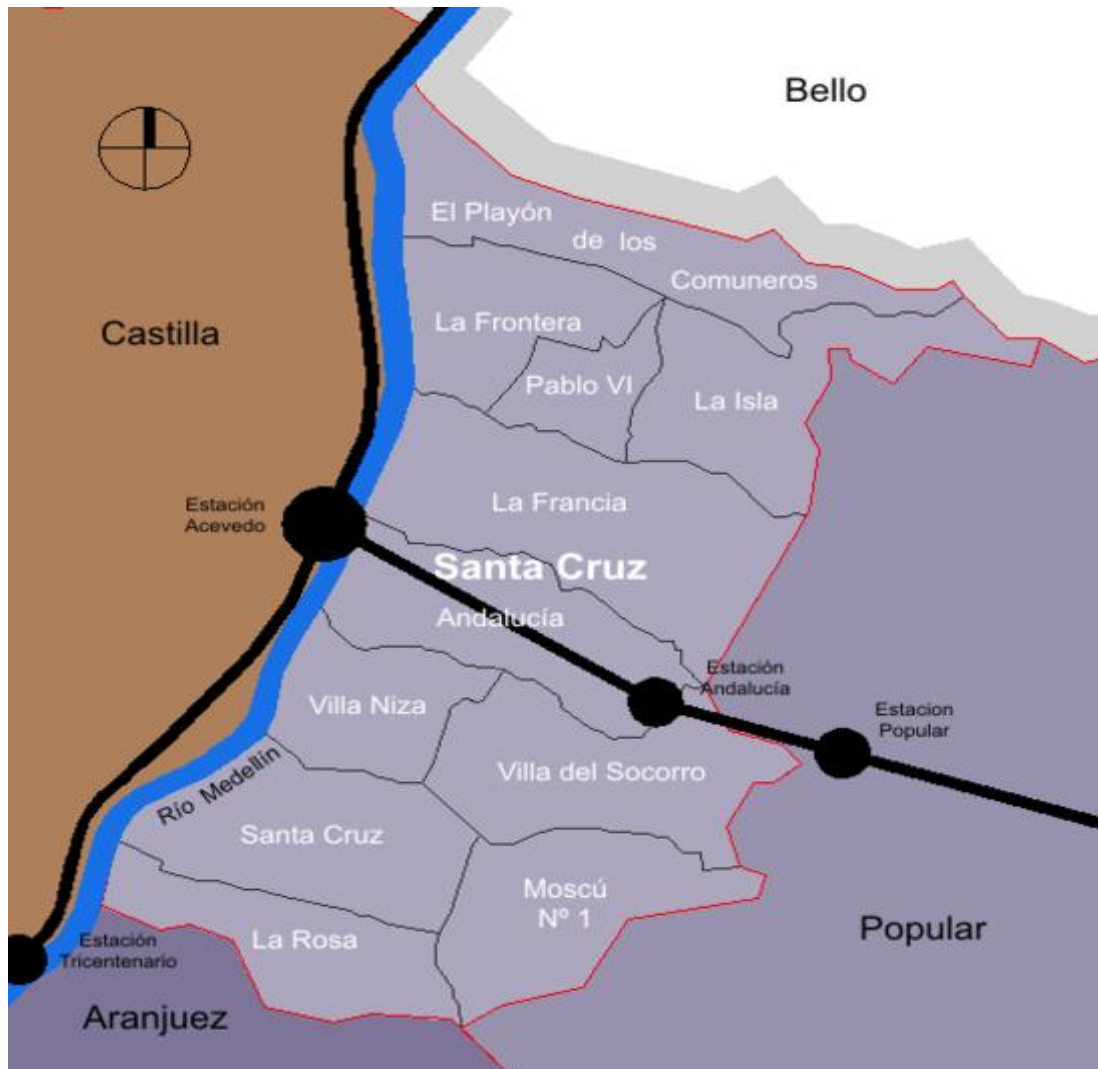 Bello
El Playón
de los
Comuneros
La Frontera
Castilla
Pablo VI
La Isla
La Francia
Estación
Acevedo
Santa Cruz
Andalucía
Estación
Andalucía
Villa Niza
Estacion
Popular
Villa del Socorro
Río Medellín
Santa Cruz
Moscú
Nº 1
Popular
La Rosa
Estación
Tricentenario
Aranjuez